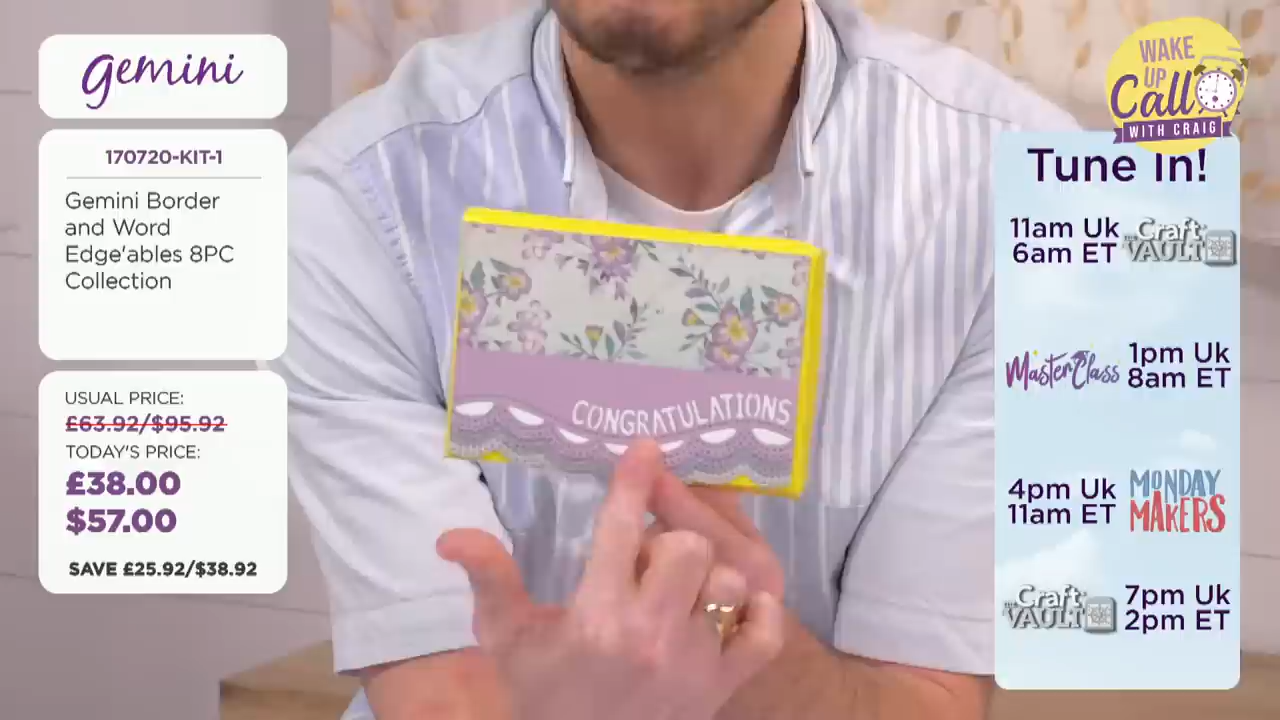 gemini
170720-KIT-1
Gemini Border
and Word
Edge'ables 8PC
Collection
USUAL PRICE:
£63.92/$95.92
TODAY'S PRICE:
£38.00
$57.00
SAVE £25.92/$38.92
CONGRATULATIONS
WAKE
UP
Call
WITH CRAIG
Tune In!
11am Uk
6am ET
THE Craft
VAULT
MasterClass
1pm Uk
8am ET
4pm Uk
11am ET
MONDAY
MAKERS
THE Craft
VAULT
7pm Uk
2pm ET